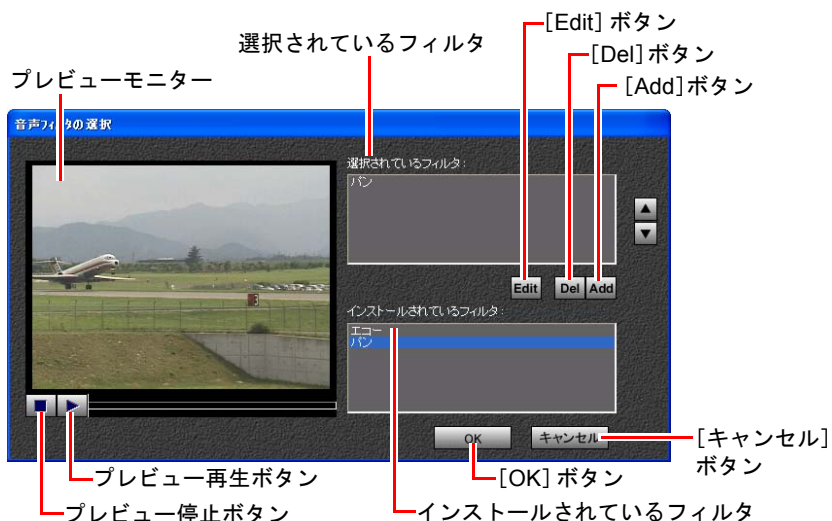 [Edit] ボタン
選択されているフィルタ
[Del]ボタン
プレビューモニター
[Add]ボタン
音声フィルタの選択
選択されているフィルタ:
パン
Edit
Del
Add
インストールされているフィルタ:
エコー
パン
OK
キャンセル
[キャンセル]
ボタン
プレビュー再生ボタン
[OK] ボタン
プレビュー停止ボタン
インストールされているフィルタ